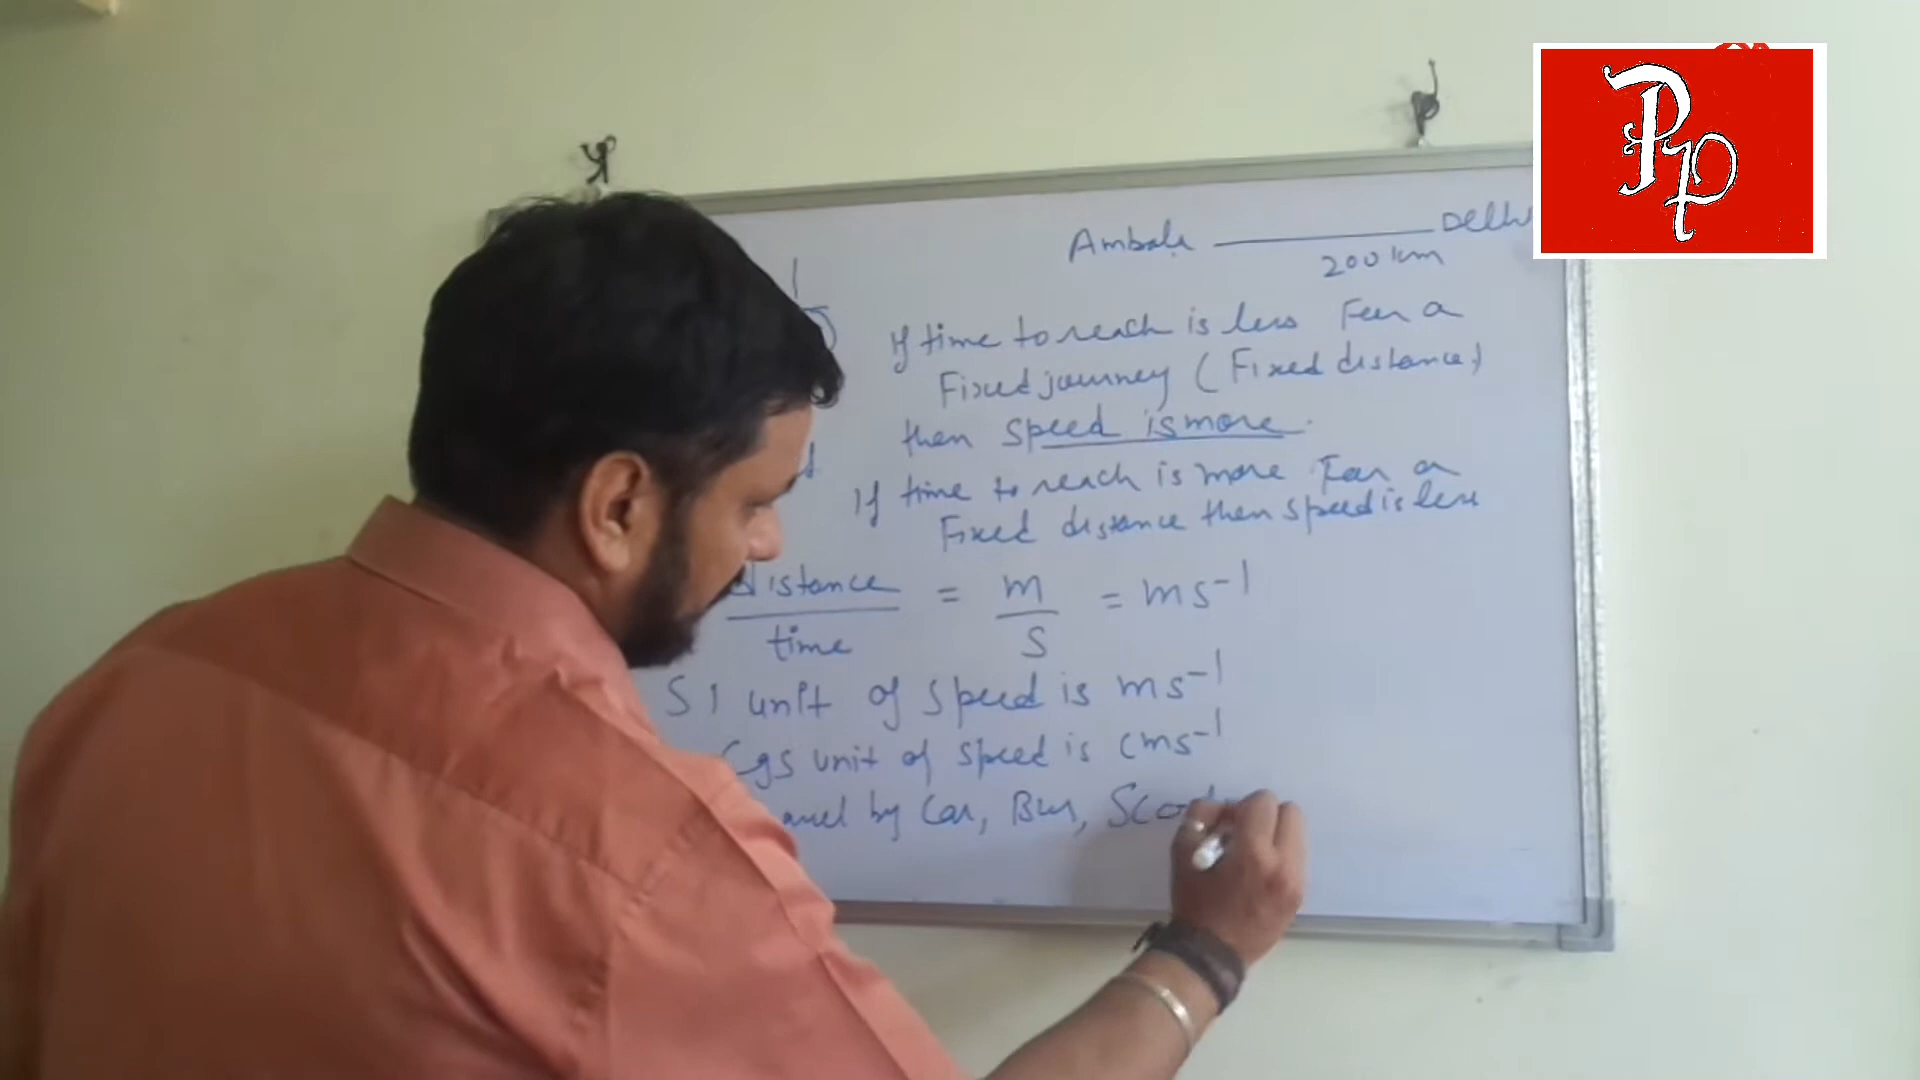 Pp
Ambala Delhi
200 km
If time to reach is less For a
Fixed journey (Fixed distance)
then speed is more.
If time to reach is more For a
Fixed distance then speed is less
distance = m = ms⁻¹
time S
SI unit of speed is ms⁻¹
Cgs unit of speed is cms⁻¹
by Car, Bus,